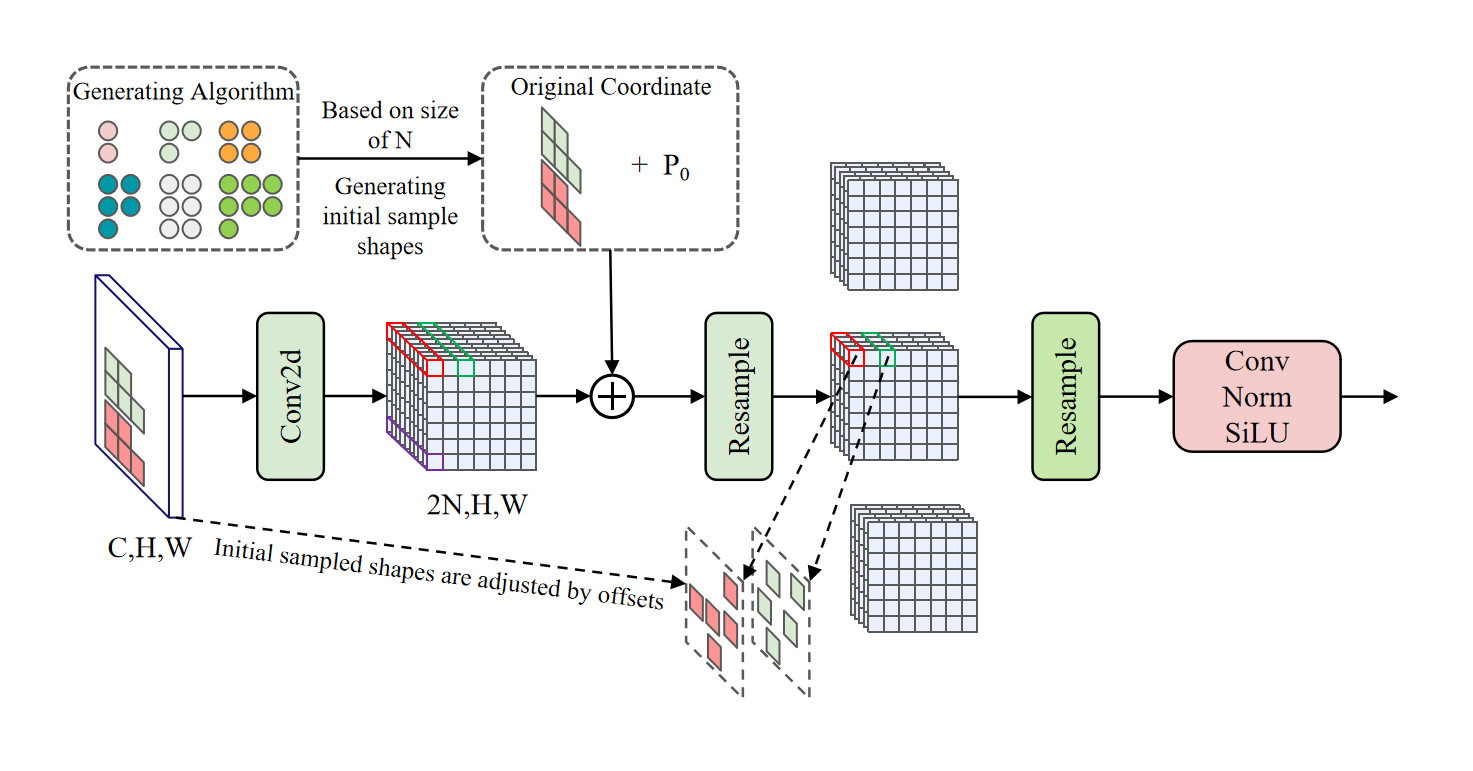 Generating Algorithm
Based on size
of N
Generating
initial sample
shapes
Original Coordinate
+ P0
C,H,W
Conv2d
2N,H,W
Resample
Resample
Conv
Norm
SiLU
Initial sampled shapes are adjusted by offsets